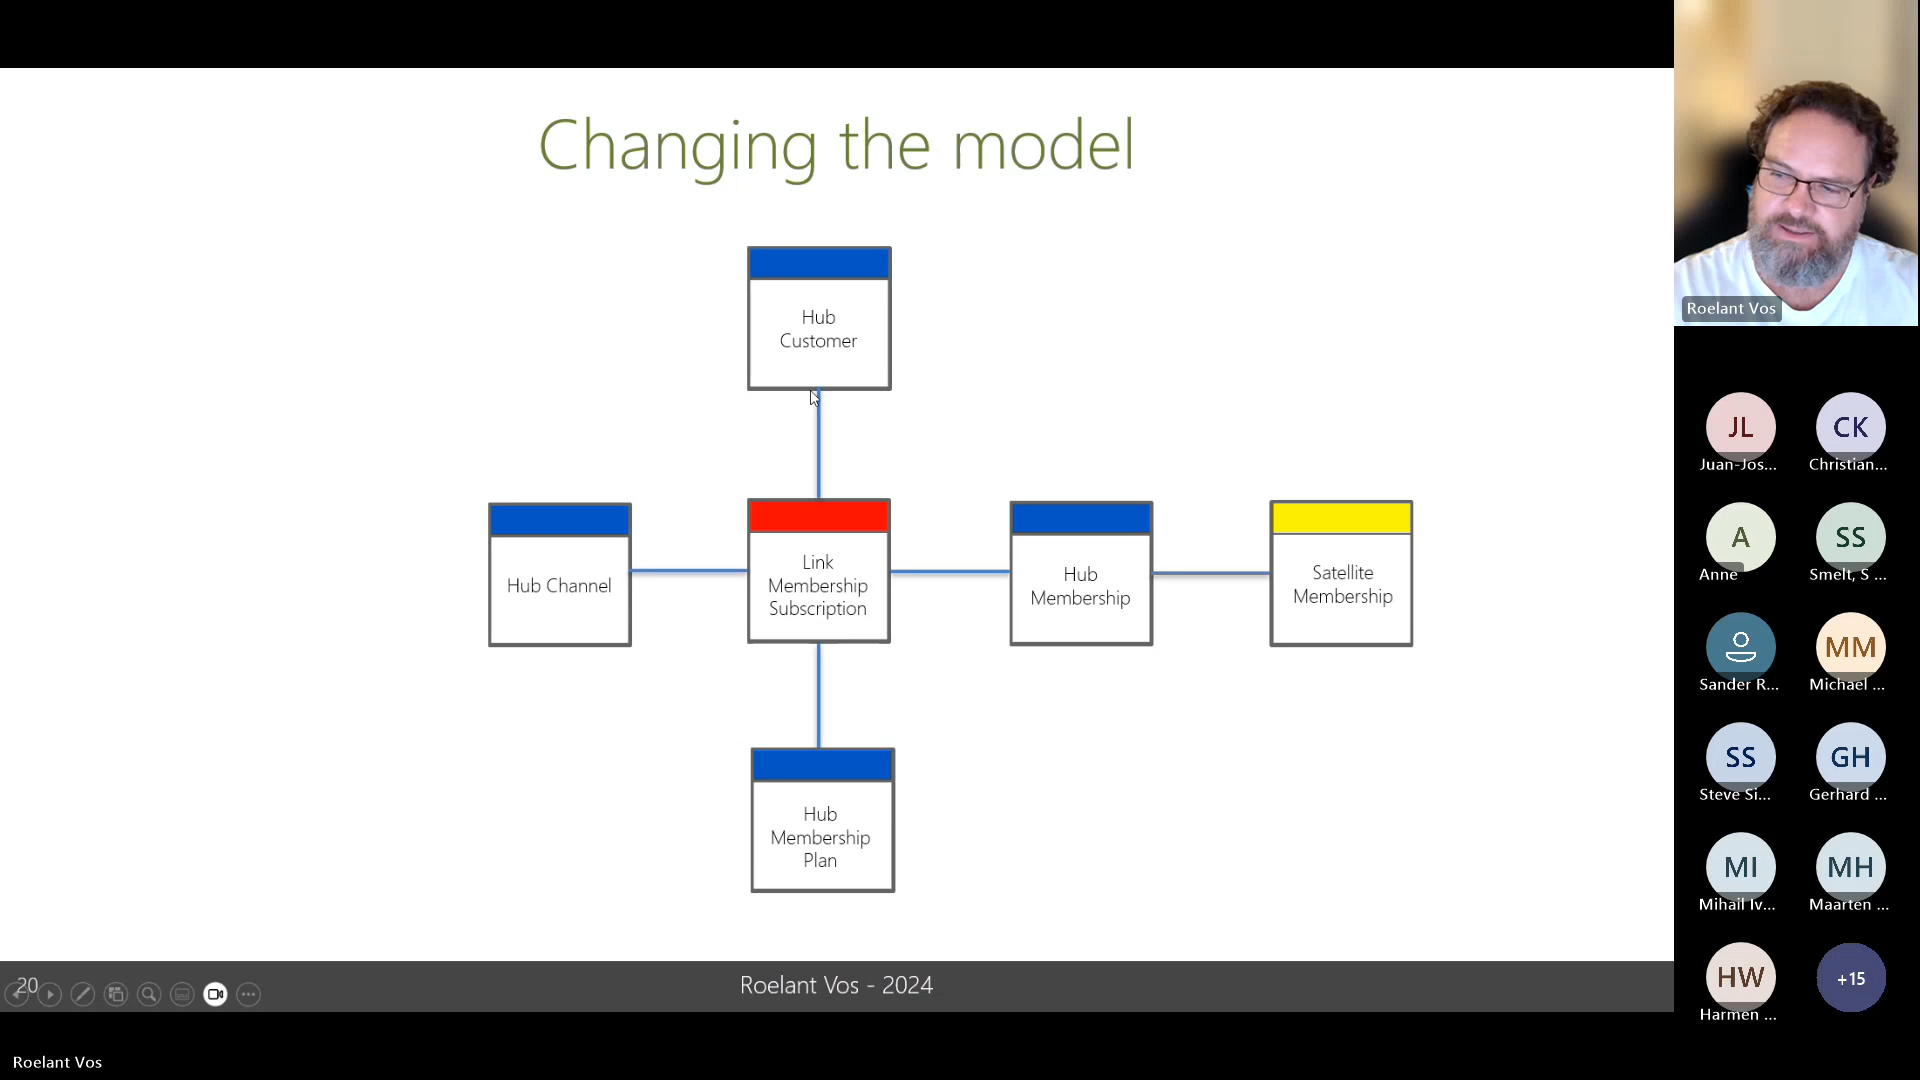 Changing the model
Hub
Customer
Hub Channel
Link
Membership
Subscription
Hub
Membership
Satellite
Membership
Hub
Membership
Plan
20
Roelant Vos - 2024
Roelant Vos
Roelant Vos
JL
Juan-Jos...
CK
Christian...
A
Anne
SS
Smelt, S ...
Sander R...
MM
Michael ...
SS
Steve Si...
GH
Gerhard ...
MI
Mihail Iv...
MH
Maarten ...
HW
Harmen ...
+15